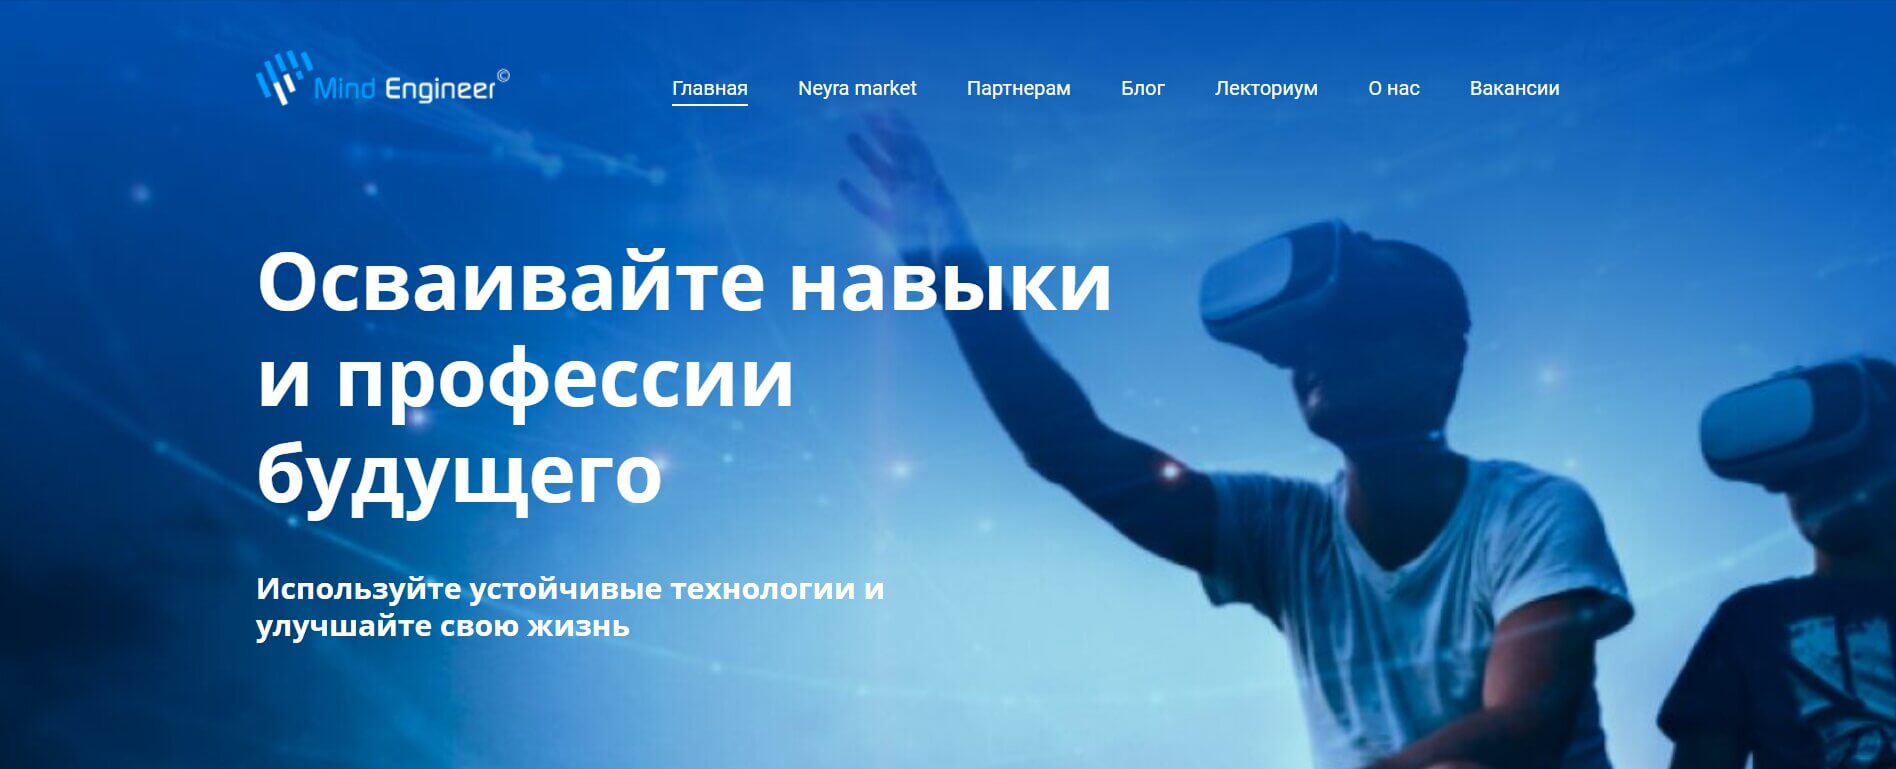 Mind Engineer©
Главная Neyra market Партнерам Блог Лекториум О нас Вакансии
Осваивайте навыки
и профессии
будущего
Используйте устойчивые технологии и
улучшайте свою жизнь